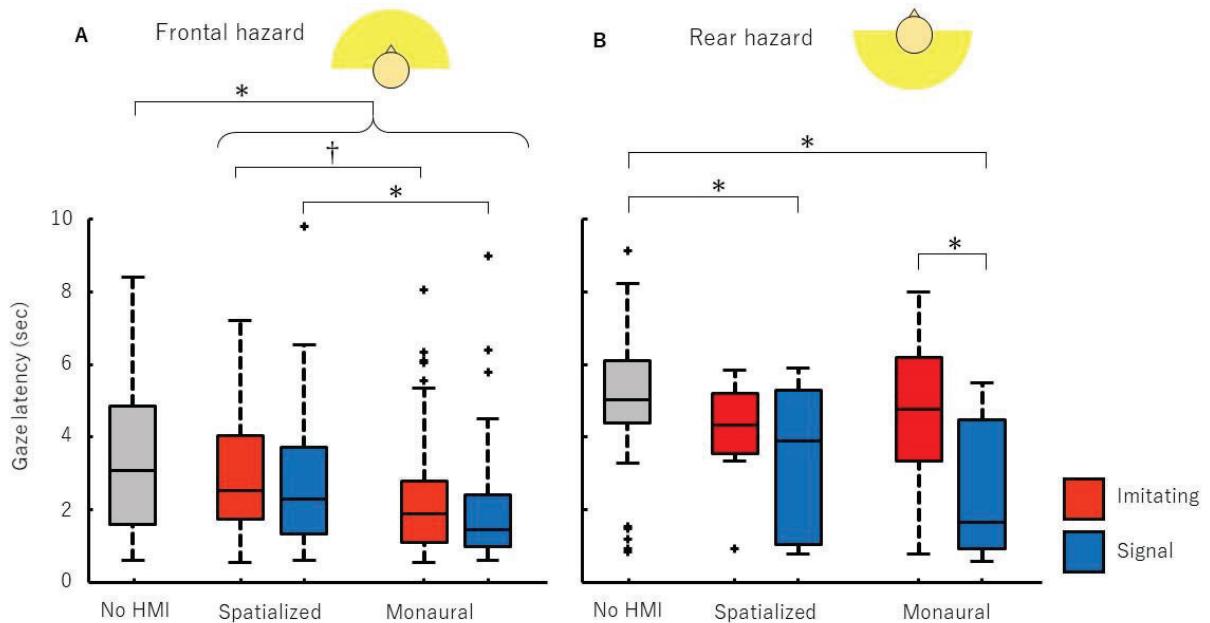 A Frontal hazard
B Rear hazard
*
†
*
*
*
*
Gaze latency (sec)
10
8
6
4
2
0
No HMI Spatialized Monaural
No HMI Spatialized Monaural
Imitating
Signal